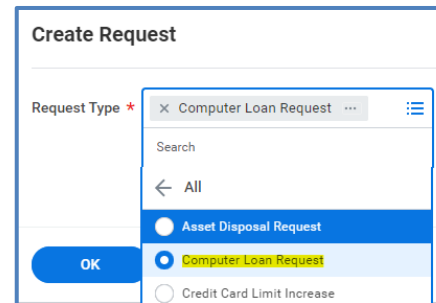 Create Request
Request Type * × Computer Loan Request ...
Search
← All
Asset Disposal Request
OK
Computer Loan Request
Credit Card Limit Increase